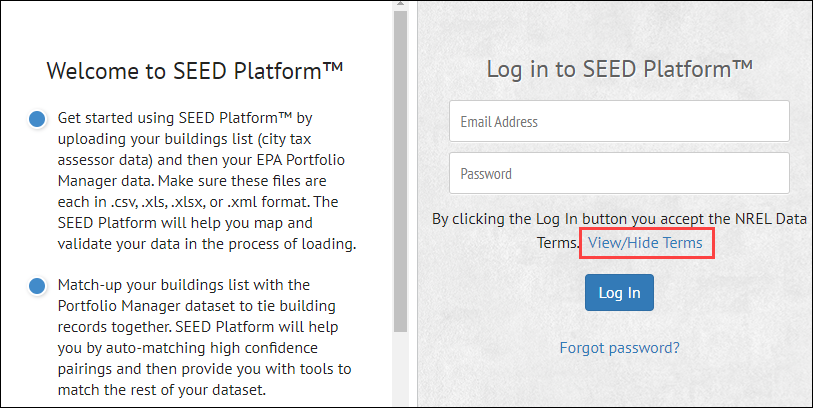 Welcome to SEED Platform™
Get started using SEED Platform™ by
uploading your buildings list (city tax
assessor data) and then your EPA Portfolio
Manager data. Make sure these files are
each in .csv, .xls, .xlsx, or .xml format. The
SEED Platform will help you map and
validate your data in the process of loading.
Match-up your buildings list with the
Portfolio Manager dataset to tie building
records together. SEED Platform will help
you by auto-matching high confidence
pairings and then provide you with tools to
match the rest of your dataset.
Log in to SEED Platform™
Email Address
Password
By clicking the Log In button you accept the NREL Data
Terms. View/Hide Terms
Log In
Forgot password?